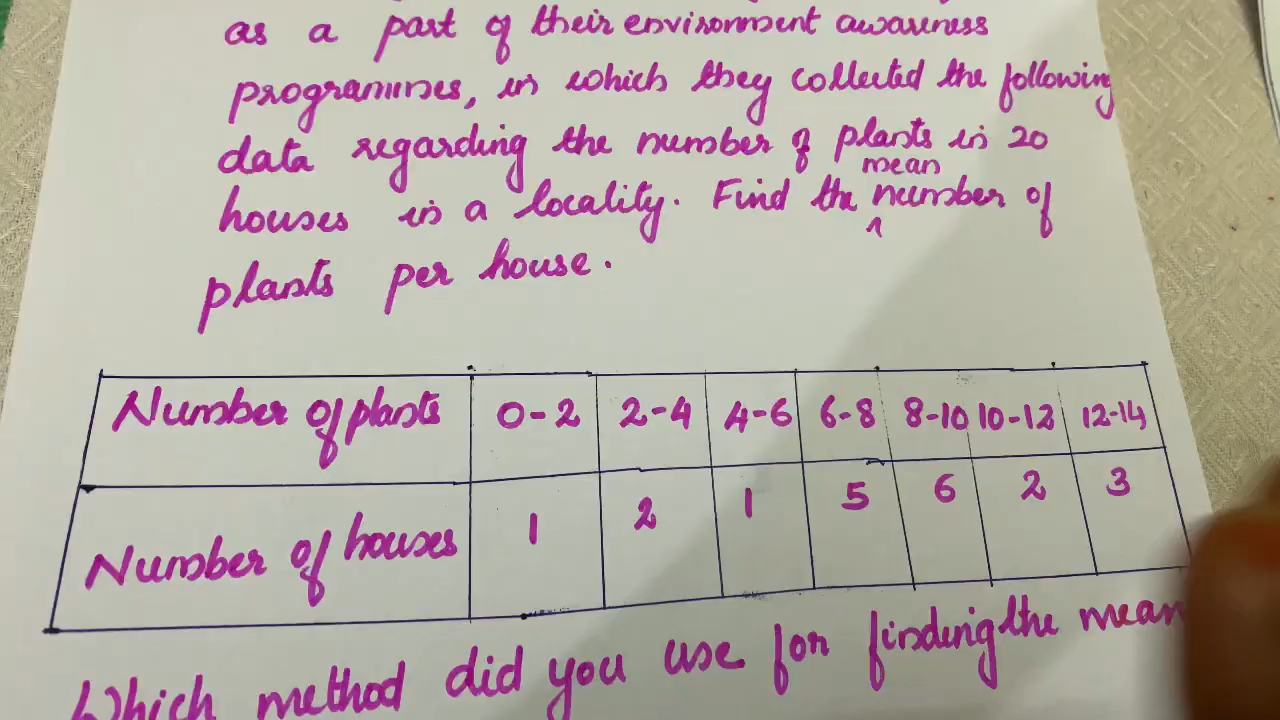 as a part of their environment awareness
programmes, in which they collected the following
data regarding the number of plants in 20
mean
houses in a locality. Find the ^ number of
plants per house.
Number of plants 0-2 2-4 4-6 6-8 8-10 10-12 12-14
Number of houses 1 2 1 5 6 2 3
Which method did you use for finding the mean